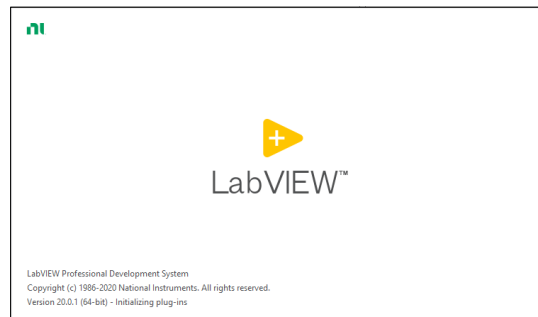 ni
LabVIEW™
LabVIEW Professional Development System
Copyright (c) 1986-2020 National Instruments. All rights reserved.
Version 20.0.1 (64-bit) - Initializing plug-ins